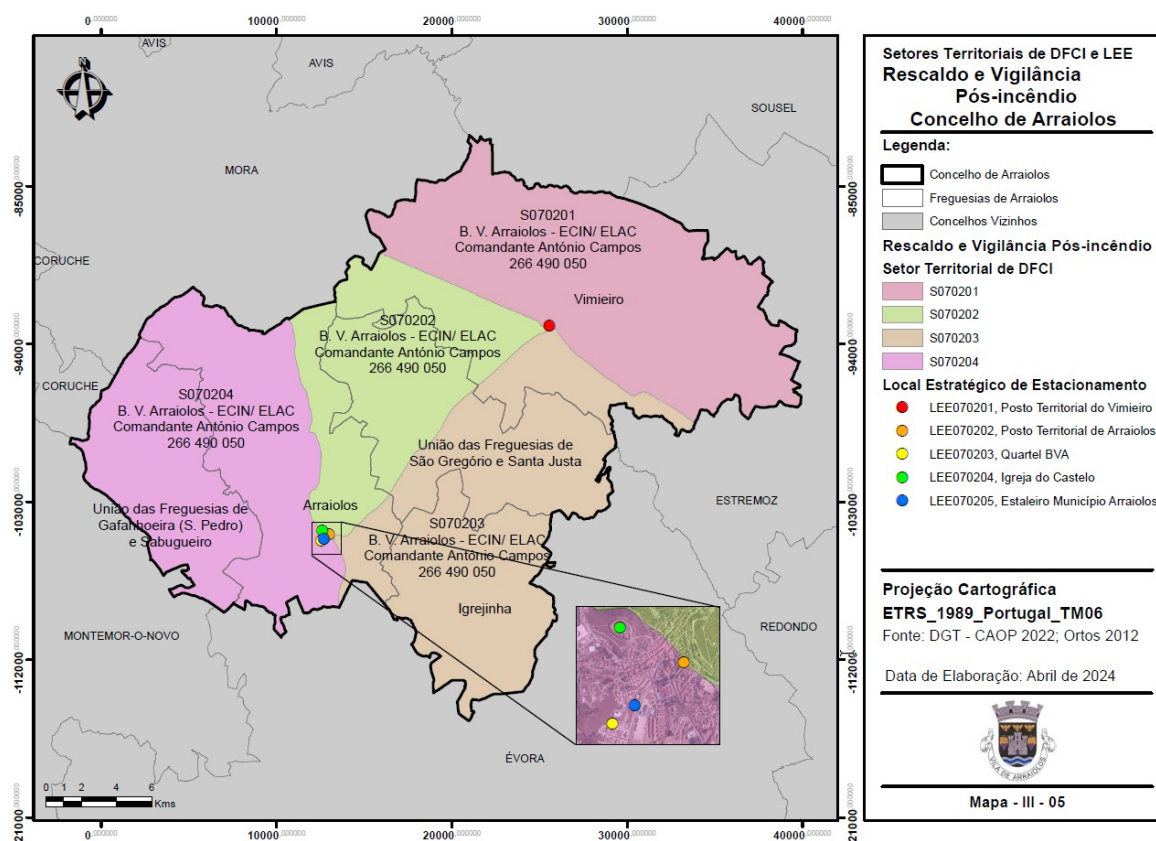 0,000000
10000,000000
20000,000000
30000,000000
40000,000000
AVIS
AVIS
SOUSEL
MORA
N
-85000,000000
-94000,000000
-103000,000000
-112000,000000
CORUCHE
CORUCHE
S070201
B. V. Arraiolos - ECIN/ ELAC
Comandante António Campos
266 490 050
Vimieiro
S070202
B. V. Arraiolos - ECIN/ ELAC
Comandante António Campos
266 490 050
S070204
B. V. Arraiolos - ECIN/ ELAC
Comandante António Campos
266 490 050
União das Freguesias de
São Gregório e Santa Justa
ESTREMOZ
Arraiolos
União das Freguesias de
Gafanhoeira (S. Pedro)
e Sabugueiro
S070203
B. V. Arraiolos - ECIN/ ELAC
Comandante António Campos
266 490 050
Igrejinha
MONTEMOR-O-NOVO
REDONDO
ÉVORA
0 1 2 4 6
Kms
-85000,000000
-94000,000000
-103000,000000
-112000,000000
0,000000
10000,000000
20000,000000
30000,000000
40000,000000
Setores Territoriais de DFCI e LEE
Rescaldo e Vigilância
Pós-incêndio
Concelho de Arraiolos
Legenda:
Concelho de Arraiolos
Freguesias de Arraiolos
Concelhos Vizinhos
Rescaldo e Vigilância Pós-incêndio
Setor Territorial de DFCI
S070201
S070202
S070203
S070204
Local Estratégico de Estacionamento
LEE070201, Posto Territorial do Vimieiro
LEE070202, Posto Territorial de Arraiolos
LEE070203, Quartel BVA
LEE070204, Igreja do Castelo
LEE070205, Estaleiro Município Arraiolos
Projeção Cartográfica
ETRS_1989_Portugal_TM06
Fonte: DGT - CAOP 2022; Ortos 2012
Data de Elaboração: Abril de 2024
VILA DE ARRAIOLOS
Mapa - III - 05